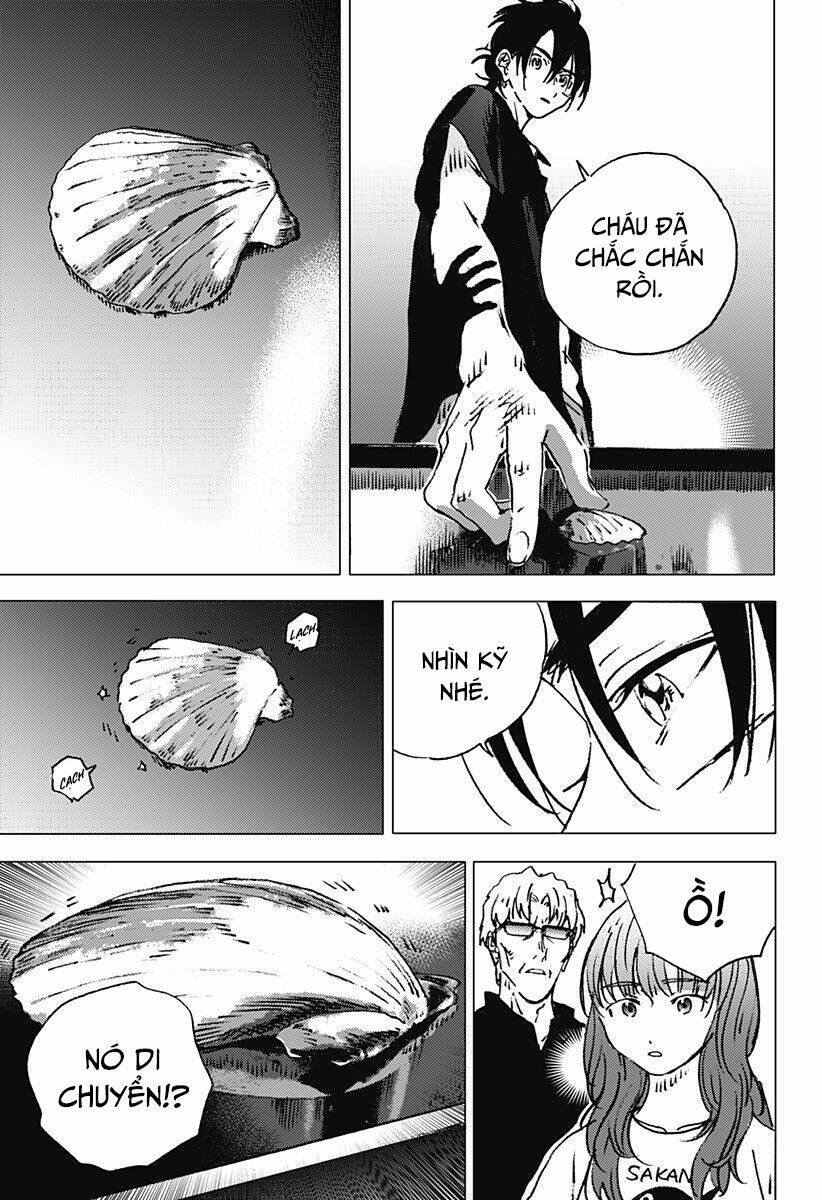 CHÁU ĐÃ
CHẮC CHẮN
RỒI.
NHÌN KỸ
NHÉ.
LẠCH
CẠCH
Ồ!
SAKAN
NÓ DI
CHUYỂN!?